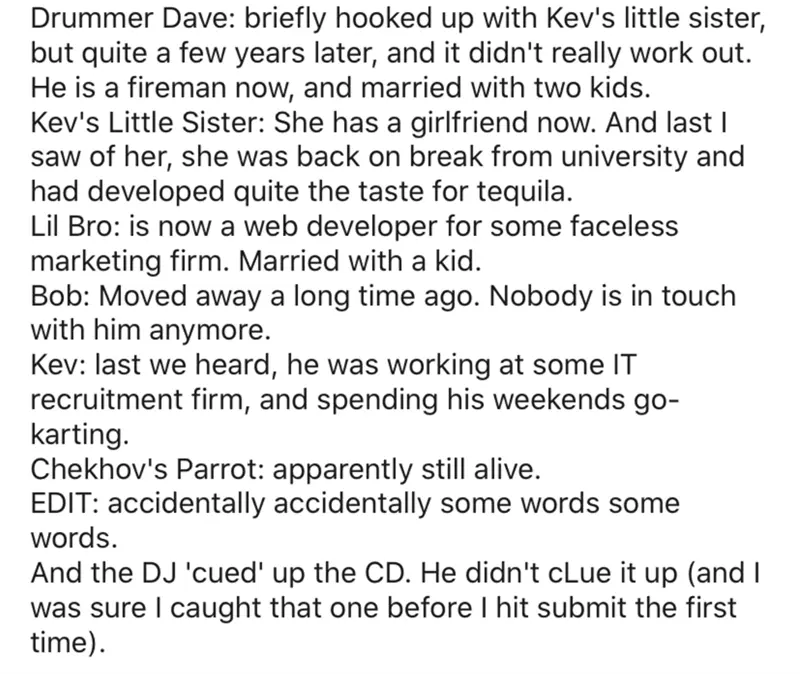 Drummer Dave: briefly hooked up with Kev's little sister,
but quite a few years later, and it didn't really work out.
He is a fireman now, and married with two kids.
Kev's Little Sister: She has a girlfriend now. And last I
saw of her, she was back on break from university and
had developed quite the taste for tequila.
Lil Bro: is now a web developer for some faceless
marketing firm. Married with a kid.
Bob: Moved away a long time ago. Nobody is in touch
with him anymore.
Kev: last we heard, he was working at some IT
recruitment firm, and spending his weekends go-
karting.
Chekhov's Parrot: apparently still alive.
EDIT: accidentally accidentally some words some
words.
And the DJ 'cued' up the CD. He didn't cLue it up (and I
was sure I caught that one before I hit submit the first
time).